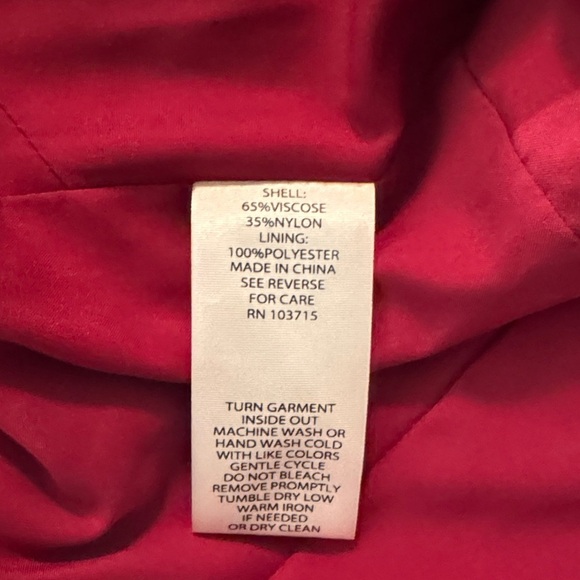 SHELL:
65%VISCOSE
35%NYLON
LINING:
100%POLYESTER
MADE IN CHINA
SEE REVERSE
FOR CARE
RN 103715
TURN GARMENT
INSIDE OUT
MACHINE WASH OR
HAND WASH COLD
WITH LIKE COLORS
GENTLE CYCLE
DO NOT BLEACH
REMOVE PROMPTLY
TUMBLE DRY LOW
WARM IRON
IF NEEDED
OR DRY CLEAN